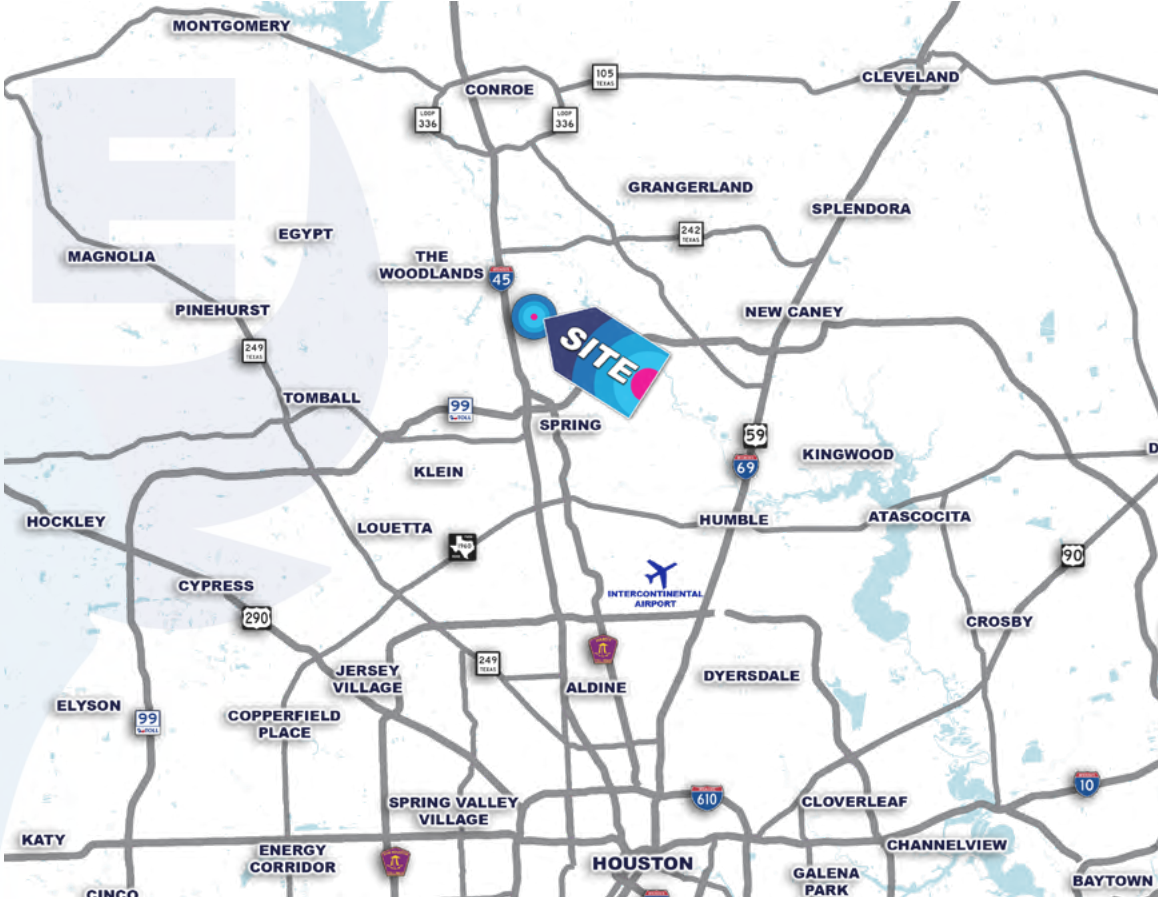 MONTGOMERY
CLEVELAND
105
TEXAS
CONROE
LOOP
336
LOOP
336
GRANGERLAND
SPLENDORA
242
TEXAS
EGYPT
MAGNOLIA
THE
WOODLANDS
45
PINEHURST
NEW CANEY
SITE
249
TEXAS
TOMBALL
99
TOLL
SPRING
59
KINGWOOD
69
KLEIN
D
HOCKLEY
LOUETTA
HUMBLE
ATASCOCITA
1960
90
CYPRESS
INTERCONTINENTAL
AIRPORT
290
CROSBY
249
TEXAS
JERSEY
VILLAGE
ALDINE
DYERSDALE
ELYSON
99
TOLL
COPPERFIELD
PLACE
10
610
SPRING VALLEY
VILLAGE
CLOVERLEAF
KATY
ENERGY
CORRIDOR
CHANNELVIEW
HOUSTON
GALENA
PARK
BAYTOWN
CINCO